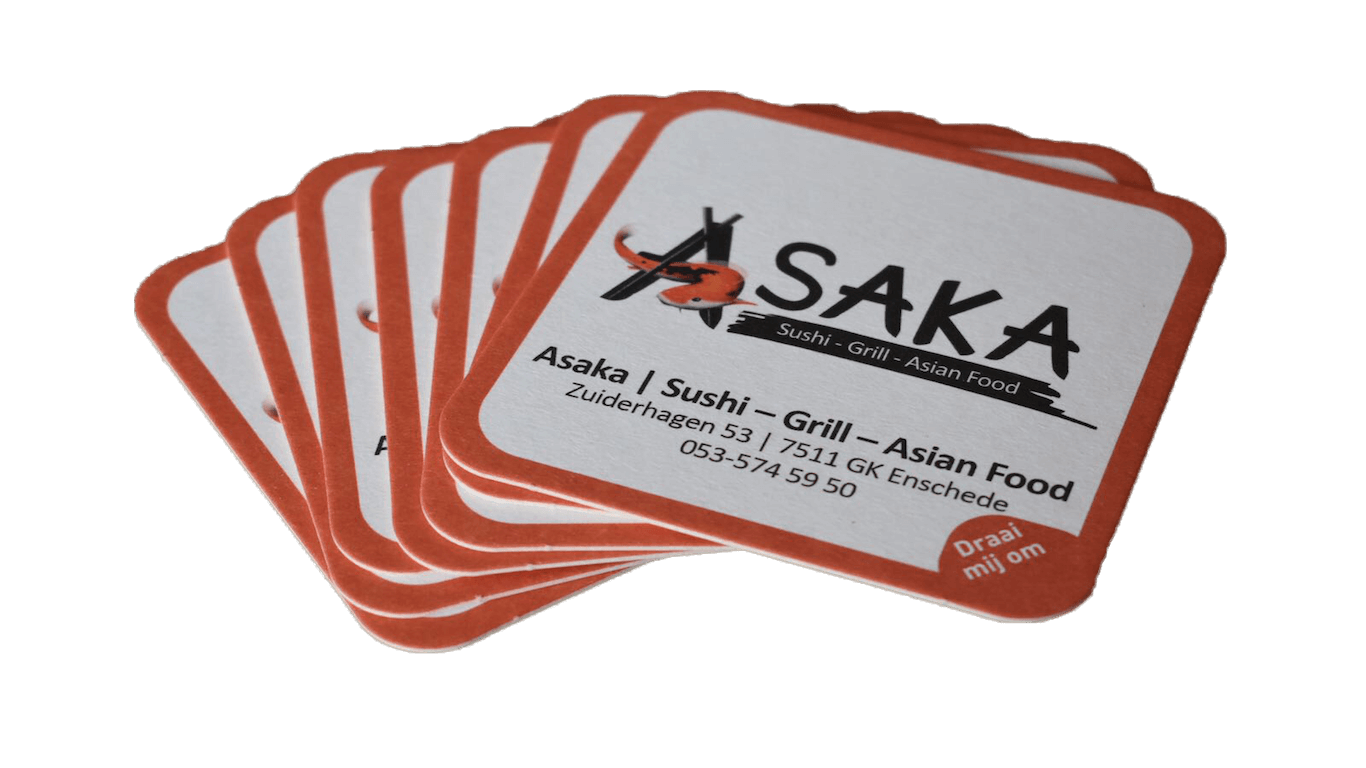 ASAKA
Sushi - Grill - Asian Food
Asaka | Sushi – Grill – Asian Food
Zuiderhagen 53 | 7511 GK Enschede
053-574 59 50
Draai
mij om